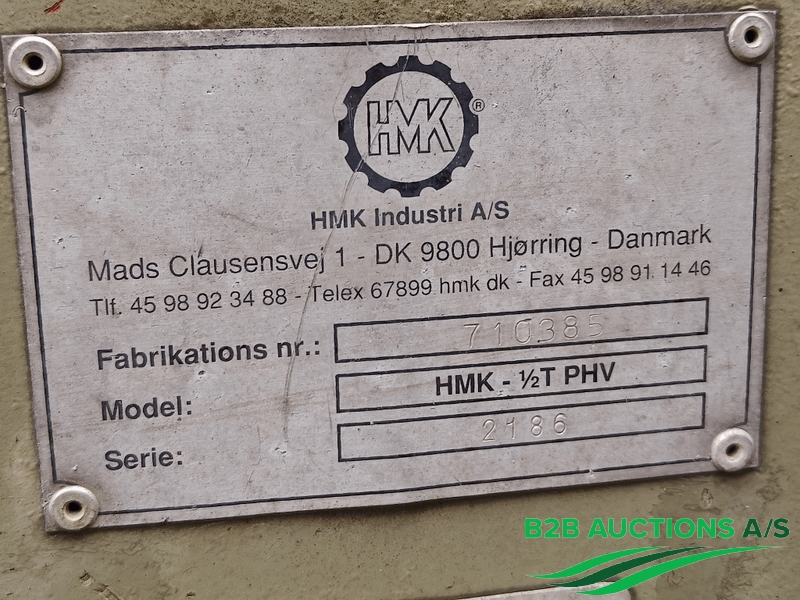 HMK ®
HMK Industri A/S
Mads Clausensvej 1 - DK 9800 Hjørring - Danmark
Tlf. 45 98 92 34 88 - Telex 67899 hmk dk - Fax 45 98 91 14 46
Fabrikations nr.: 710385
Model: HMK - ½T PHV
Serie: 2186
B2B AUCTIONS A/S